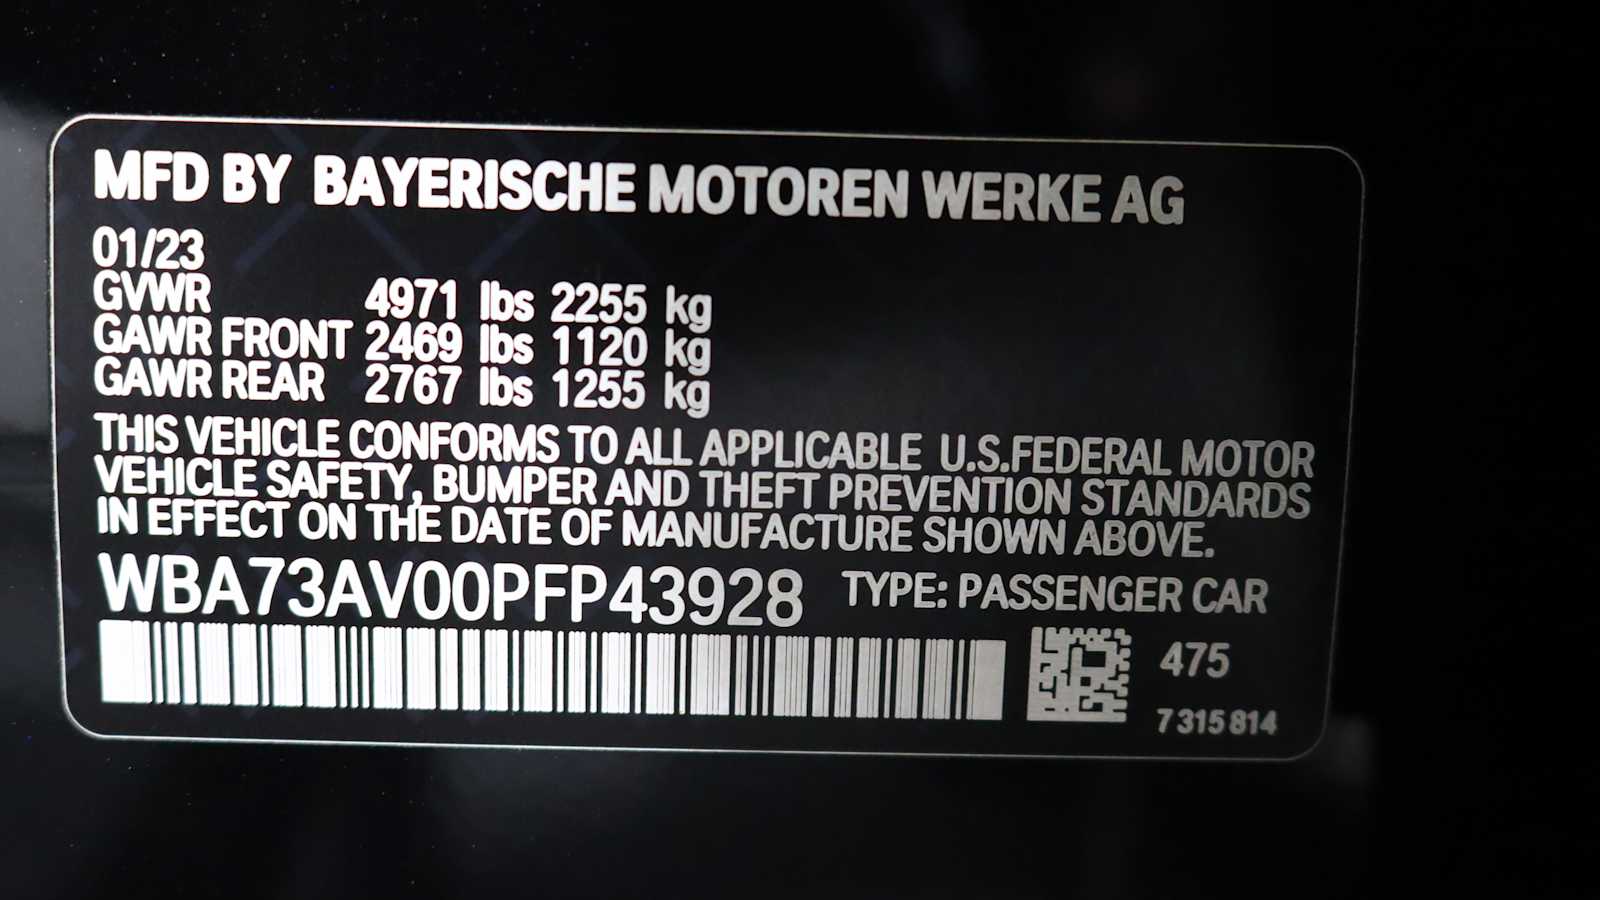 MFD BY BAYERISCHE MOTOREN WERKE AG
01/23
GVWR 4971 lbs 2255 kg
GAWR FRONT 2469 lbs 1120 kg
GAWR REAR 2767 lbs 1255 kg
THIS VEHICLE CONFORMS TO ALL APPLICABLE U.S.FEDERAL MOTOR
VEHICLE SAFETY, BUMPER AND THEFT PREVENTION STANDARDS
IN EFFECT ON THE DATE OF MANUFACTURE SHOWN ABOVE.
WBA73AV00PFP43928 TYPE: PASSENGER CAR
475
7 315 814